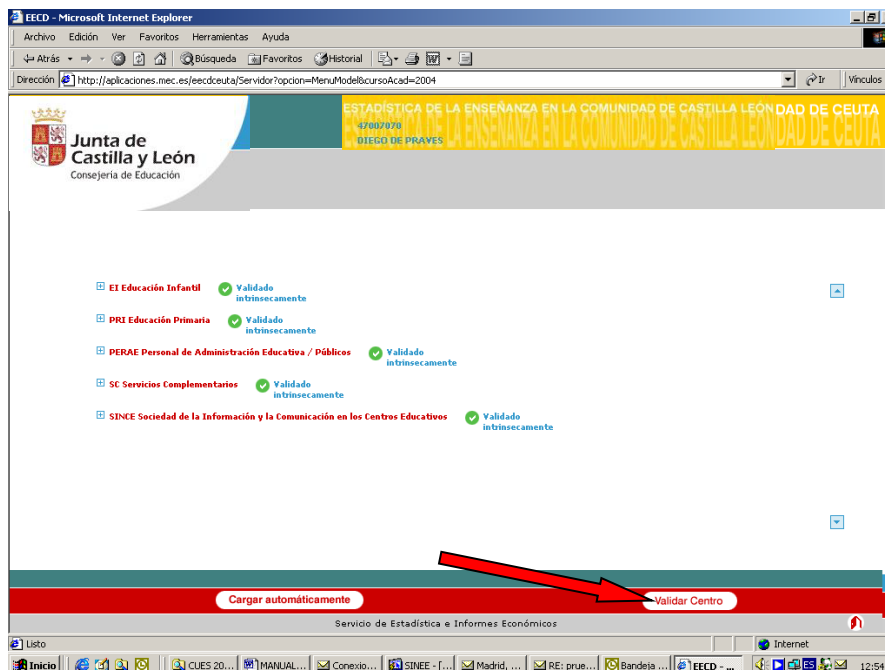 EECD - Microsoft Internet Explorer
Archivo Edición Ver Favoritos Herramientas Ayuda
Atrás Búsqueda Favoritos Historial
Dirección http://aplicaciones.mec.es/eecdceuta/Servidor?opcion=MenuModel&cursoAcad=2004 Ir Vínculos
ESTADÍSTICA DE LA ENSEÑANZA EN LA COMUNIDAD DE CASTILLA LEÓN DAD DE CEUTA
47007070
DIEGO DE PRAVES
Junta de
Castilla y León
Consejería de Educación
EI Educación Infantil Validado
intrinsecamente
PRI Educación Primaria Validado
intrinsecamente
PERAE Personal de Administración Educativa / Públicos Validado
intrinsecamente
SC Servicios Complementarios Validado
intrinsecamente
SINCE Sociedad de la Información y la Comunicación en los Centros Educativos Validado
intrinsecamente
Cargar automáticamente Validar Centro
Servicio de Estadística e Informes Económicos
Listo Internet
Inicio CUES 20... MANUAL... Conexio... SINEE - [... Madrid, ... RE: prue... Bandeja ... EECD - ... ES 12:54